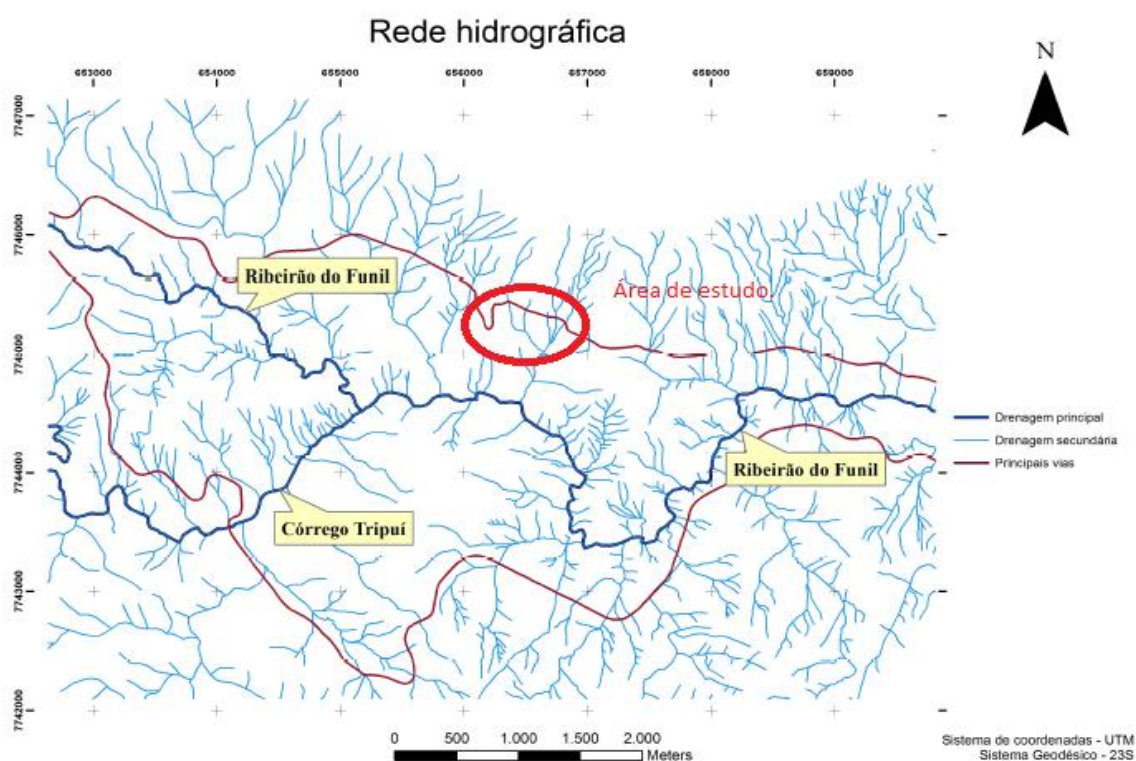 Rede hidrográfica
N
653000 654000 655000 656000 657000 658000 659000
7747000
7746000
7745000
7744000
7743000
7742000
Ribeirão do Funil
Área de estudo.
Ribeirão do Funil
Córrego Tripuí
Drenagem principal
Drenagem secundária
Principais vias
0 500 1.000 1.500 2.000
Meters
Sistema de coordenadas - UTM
Sistema Geodésico - 23S